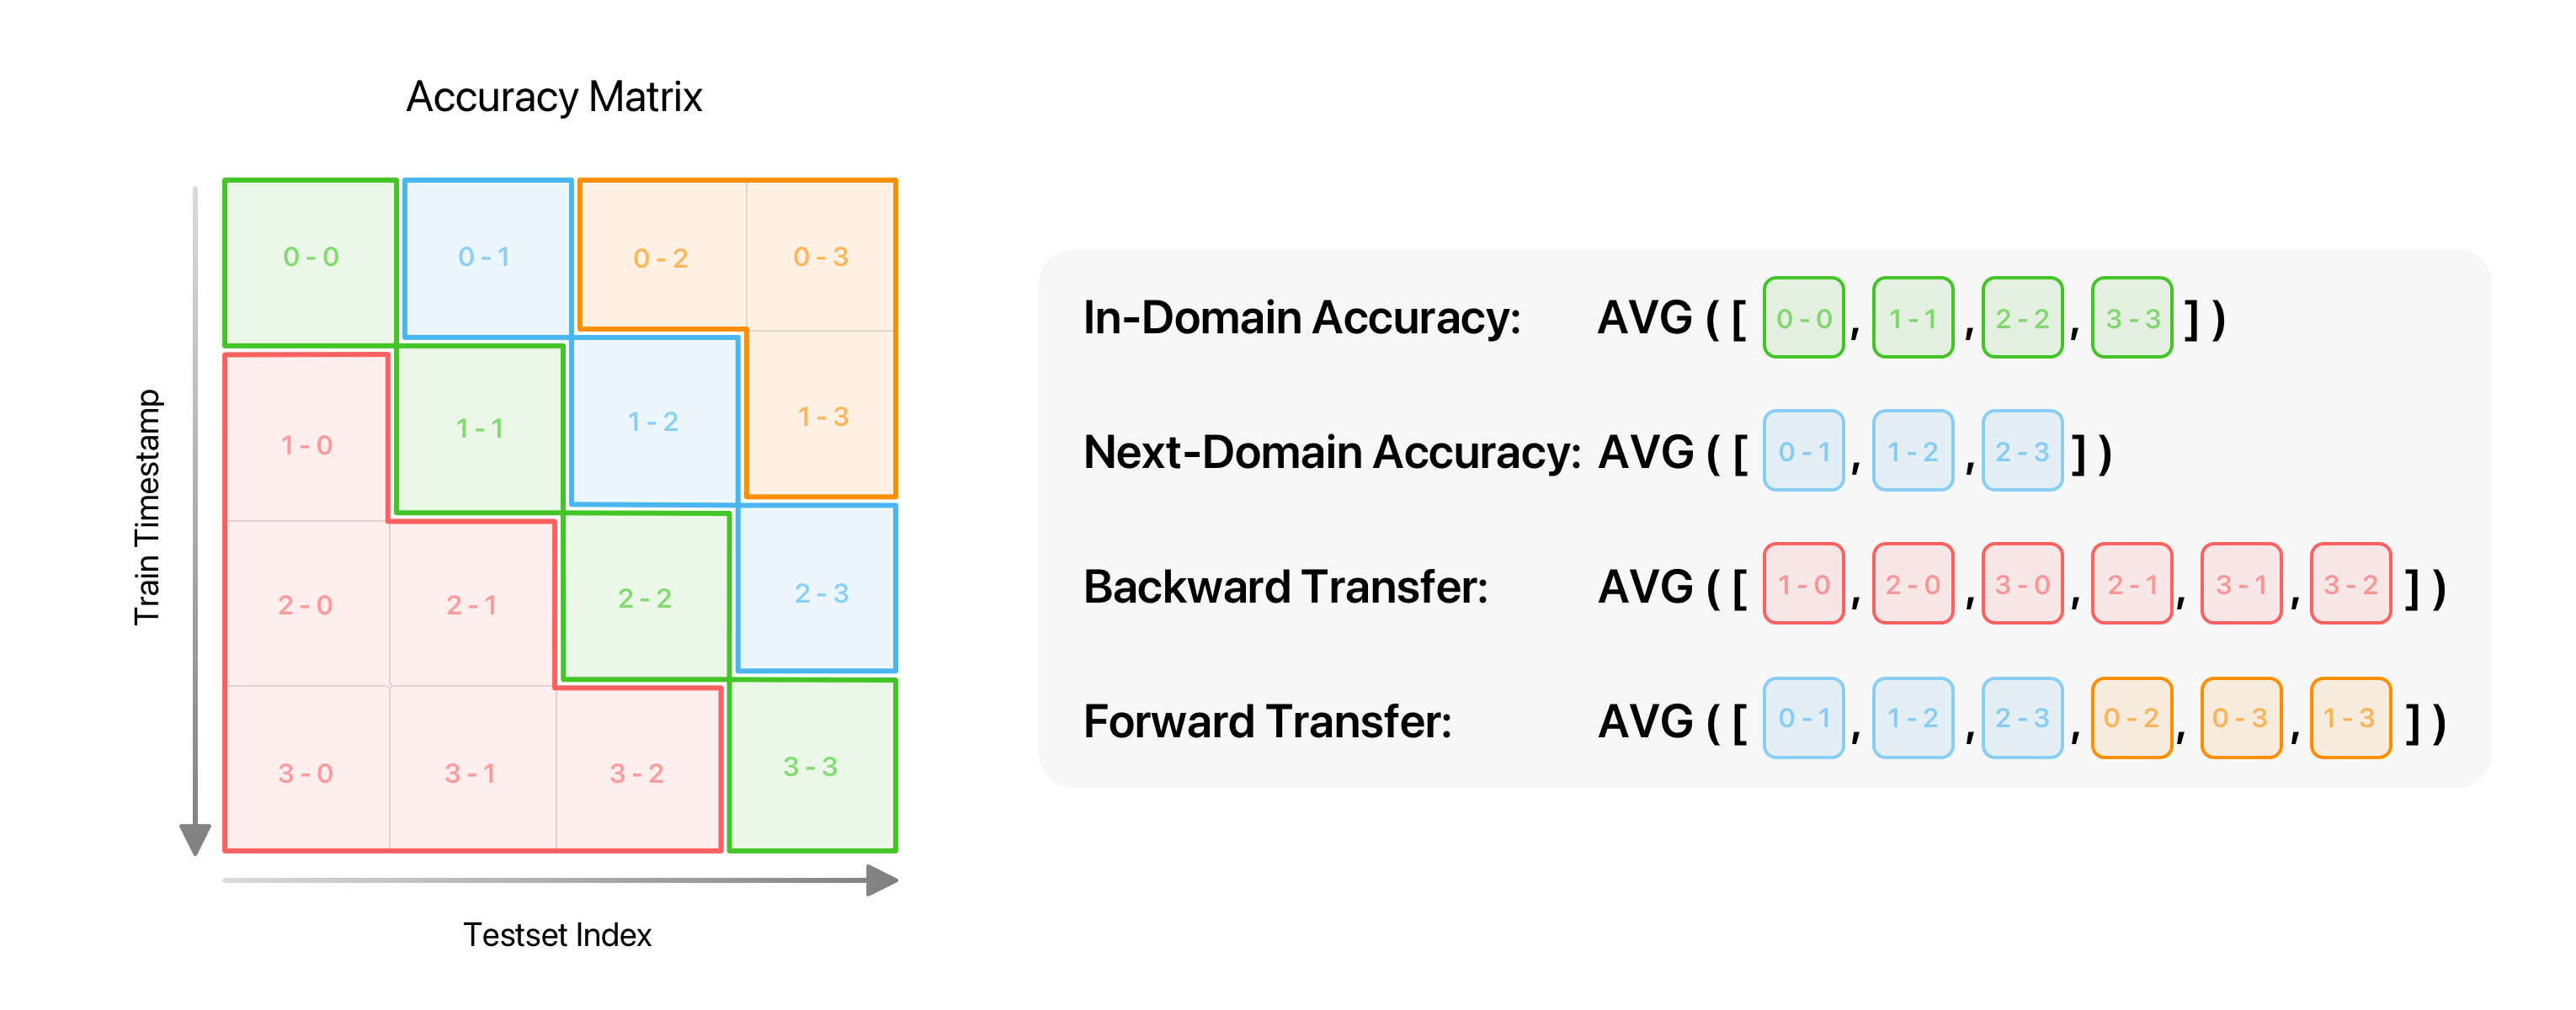 Accuracy Matrix
Train Timestamp
0 - 0 0 - 1 0 - 2 0 - 3
1 - 0 1 - 1 1 - 2 1 - 3
2 - 0 2 - 1 2 - 2 2 - 3
3 - 0 3 - 1 3 - 2 3 - 3
Testset Index
In-Domain Accuracy: AVG ( [ 0 - 0 , 1 - 1 , 2 - 2 , 3 - 3 ] )
Next-Domain Accuracy: AVG ( [ 0 - 1 , 1 - 2 , 2 - 3 ] )
Backward Transfer: AVG ( [ 1 - 0 , 2 - 0 , 3 - 0 , 2 - 1 , 3 - 1 , 3 - 2 ] )
Forward Transfer: AVG ( [ 0 - 1 , 1 - 2 , 2 - 3 , 0 - 2 , 0 - 3 , 1 - 3 ] )